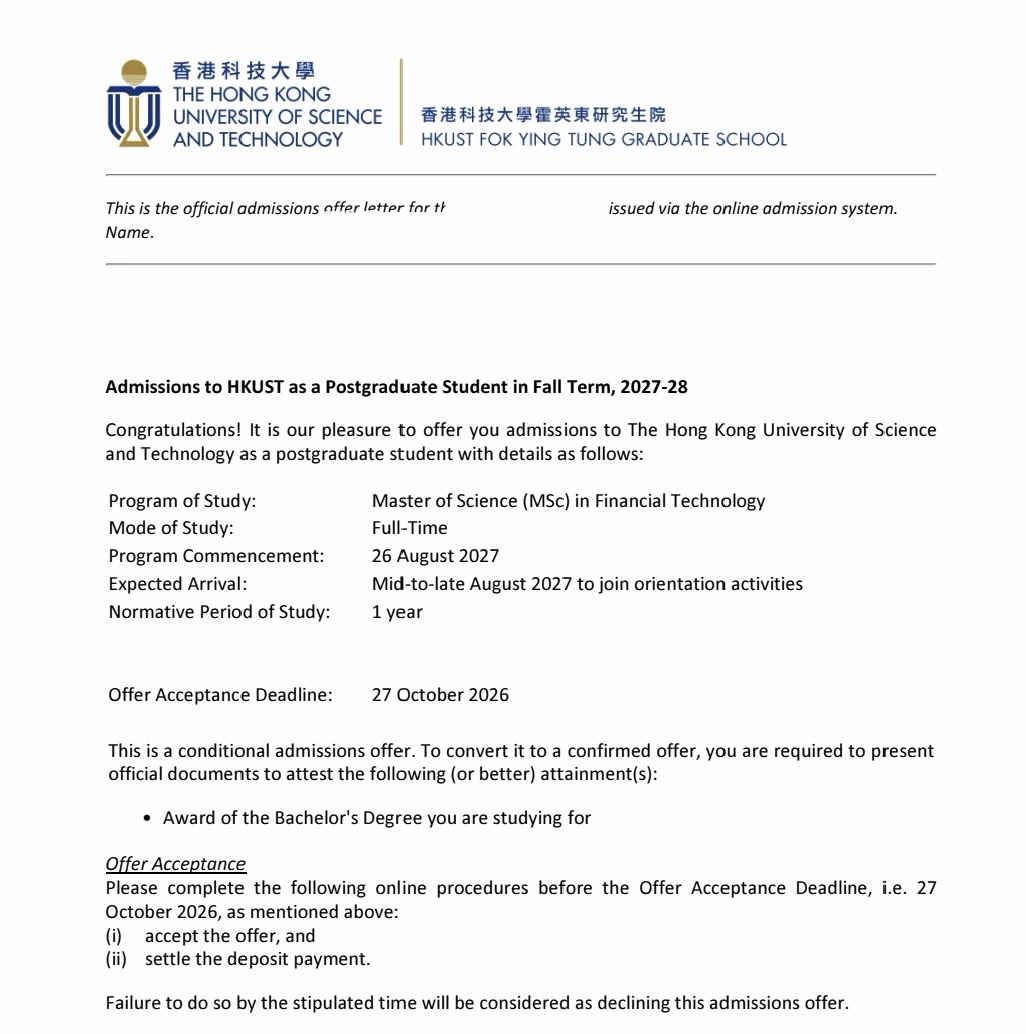 香港科技大學
THE HONG KONG
UNIVERSITY OF SCIENCE
AND TECHNOLOGY
香港科技大學霍英東研究生院
HKUST FOK YING TUNG GRADUATE SCHOOL
This is the official admissions offer letter for issued via the online admission system.
Name.
Admissions to HKUST as a Postgraduate Student in Fall Term, 2027-28
Congratulations! It is our pleasure to offer you admissions to The Hong Kong University of Science
and Technology as a postgraduate student with details as follows:
Program of Study: Master of Science (MSc) in Financial Technology
Mode of Study: Full-Time
Program Commencement: 26 August 2027
Expected Arrival: Mid-to-late August 2027 to join orientation activities
Normative Period of Study: 1 year
Offer Acceptance Deadline: 27 October 2026
This is a conditional admissions offer. To convert it to a confirmed offer, you are required to present
official documents to attest the following (or better) attainment(s):
• Award of the Bachelor's Degree you are studying for
Offer Acceptance
Please complete the following online procedures before the Offer Acceptance Deadline, i.e. 27
October 2026, as mentioned above:
(i) accept the offer, and
(ii) settle the deposit payment.
Failure to do so by the stipulated time will be considered as declining this admissions offer.